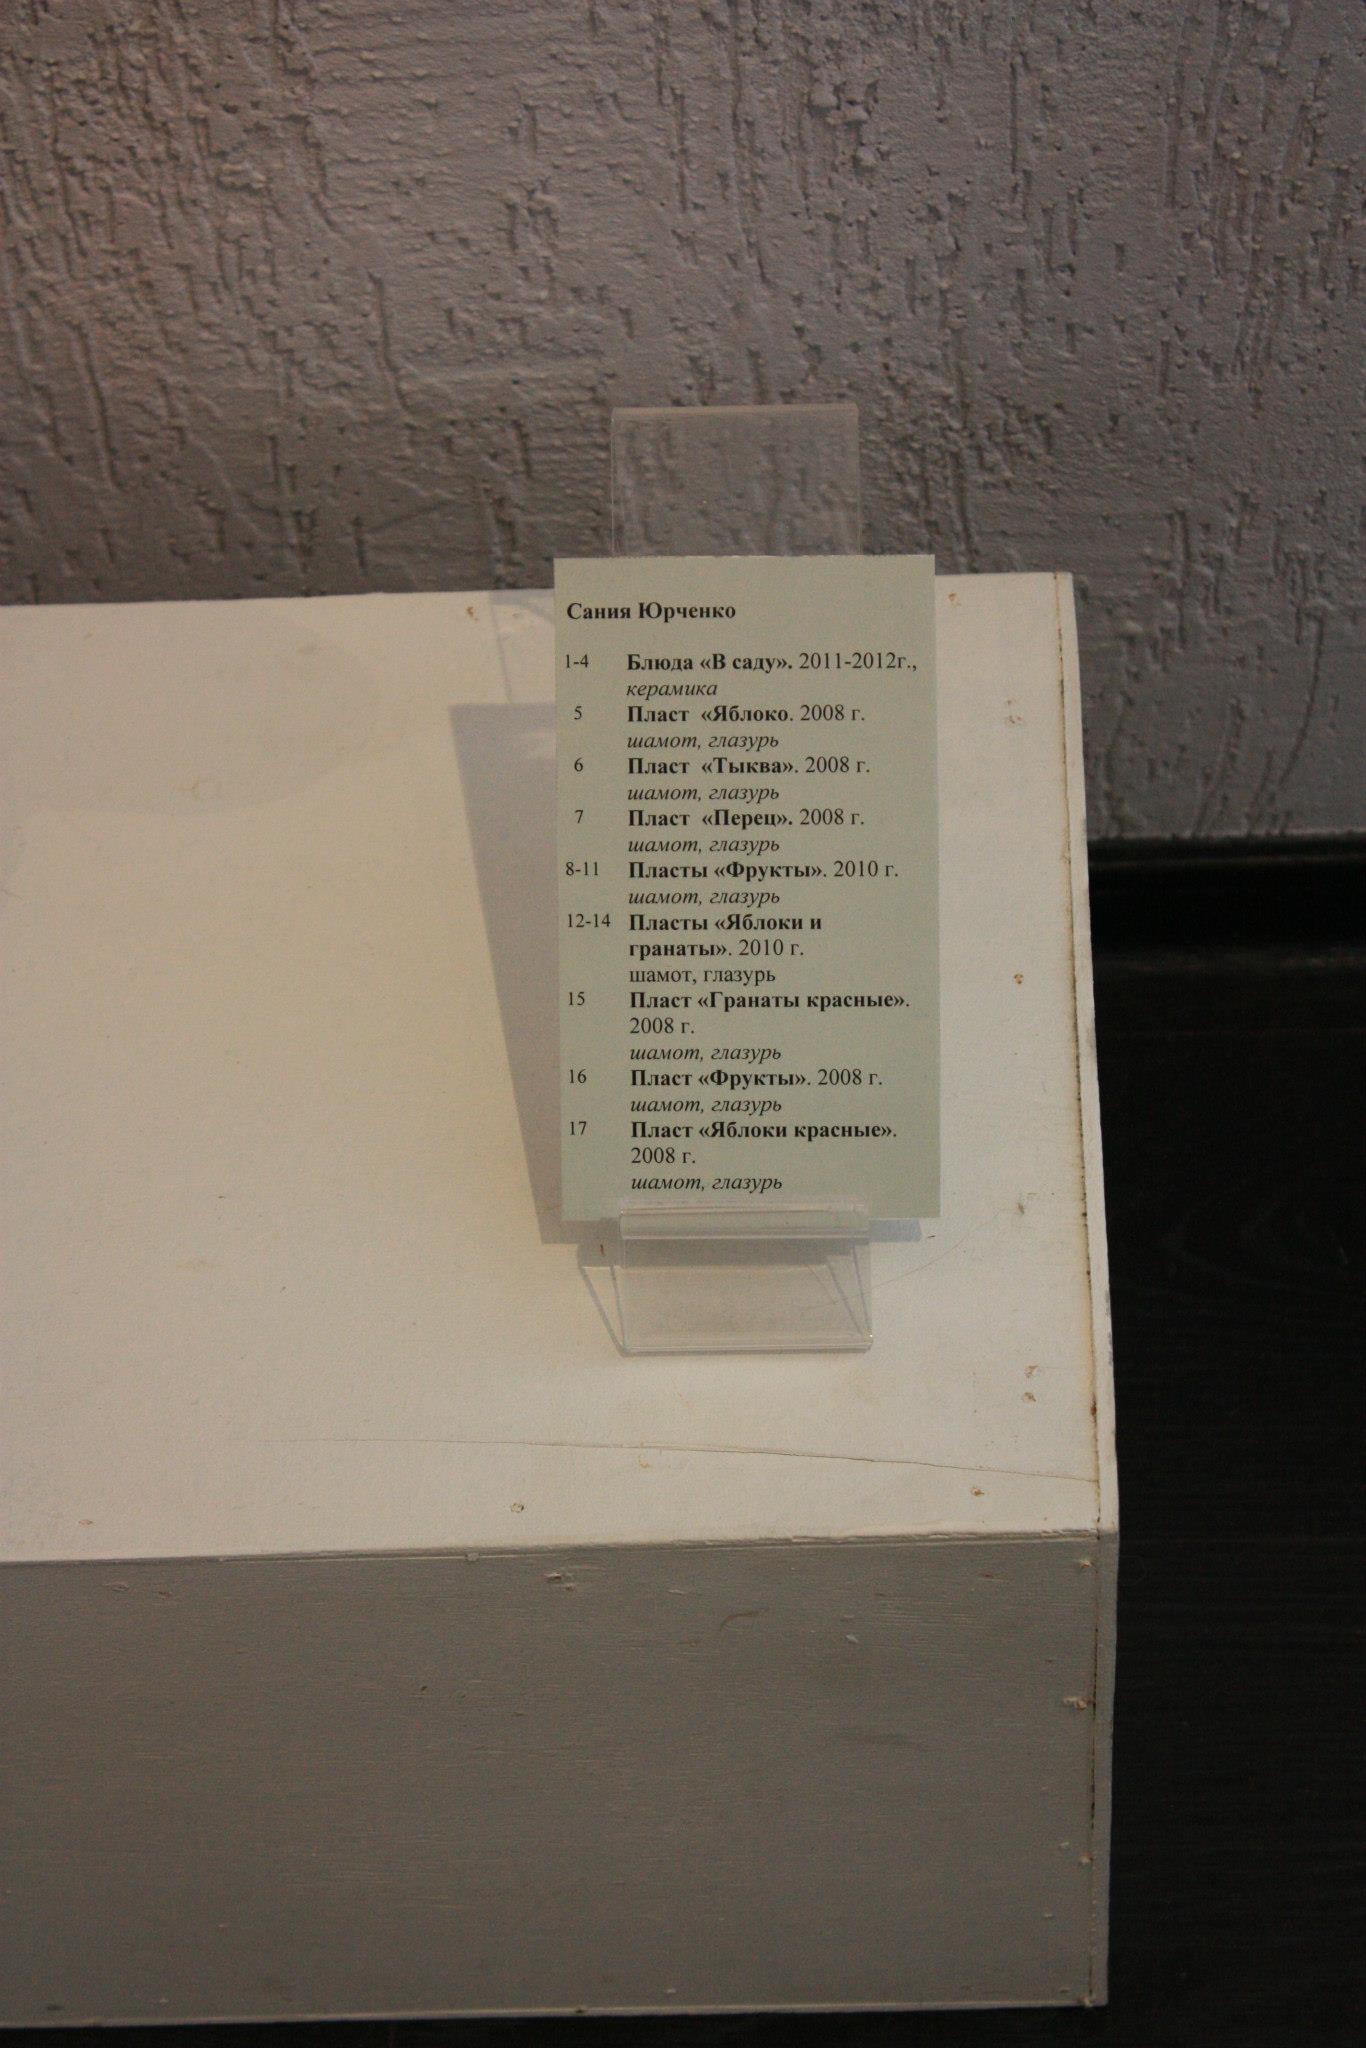 Сания Юрченко
1-4 Блюда «В саду». 2011-2012г.,
керамика
5 Пласт «Яблоко. 2008 г.
шамот, глазурь
6 Пласт «Тыква». 2008 г.
шамот, глазурь
7 Пласт «Перец». 2008 г.
шамот, глазурь
8-11 Пласты «Фрукты». 2010 г.
шамот, глазурь
12-14 Пласты «Яблоки и
гранаты». 2010 г.
шамот, глазурь
15 Пласт «Гранаты красные».
2008 г.
шамот, глазурь
16 Пласт «Фрукты». 2008 г.
шамот, глазурь
17 Пласт «Яблоки красные».
2008 г.
шамот, глазурь